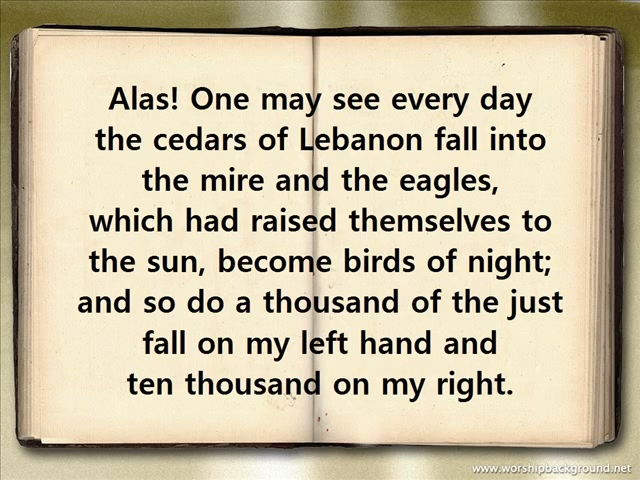 Alas! One may see every day
the cedars of Lebanon fall into
the mire and the eagles,
which had raised themselves to
the sun, become birds of night;
and so do a thousand of the just
fall on my left hand and
ten thousand on my right.
www.worshipbackground.net